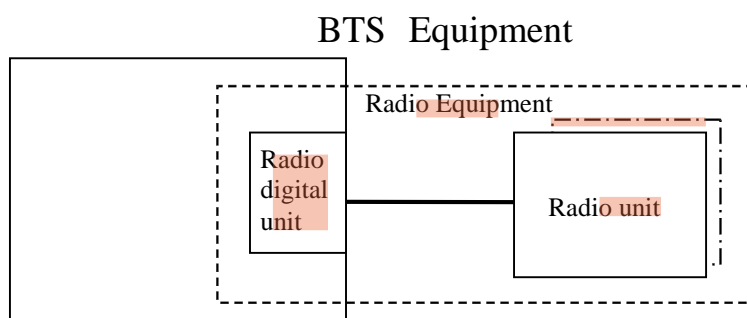 BTS Equipment
Radio Equipment
Radio
digital
unit
Radio unit